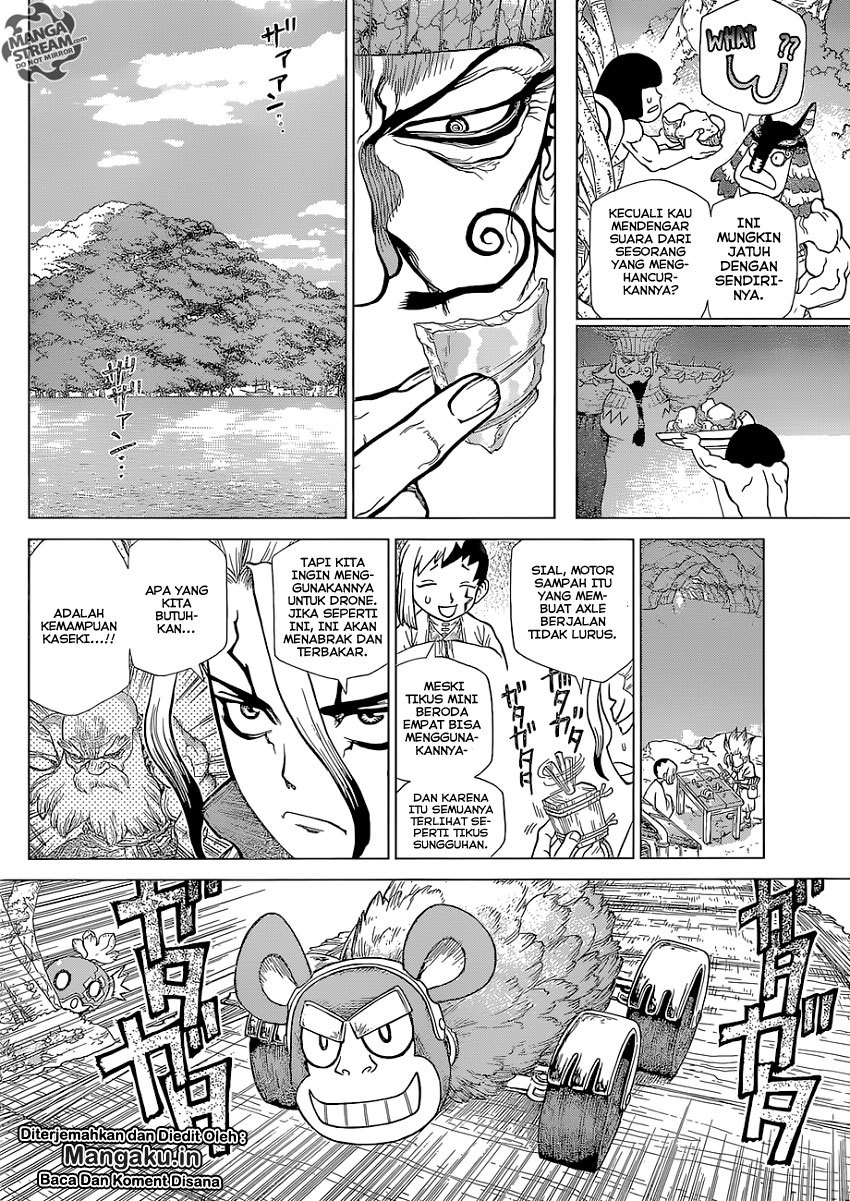 MANGA
STREAM.COM
DO NOT MIRROR
WHAT ??
INI
MUNGKIN
JATUH
DENGAN
SENDIRI-
NYA.
KECUALI KAU
MENDENGAR
SUARA DARI
SESORANG
YANG MENG-
HANCUR-
KANNYA?
ザァァン
ザァン…
SIAL, MOTOR
SAMPAH ITU
YANG MEM-
BUAT AXLE
BERJALAN
TIDAK LURUS.
MESKI
TIKUS MINI
BERODA
EMPAT BISA
MENGGUNA-
KANNYA-
DAN KARENA
ITU SEMUANYA
TERLIHAT SE-
PERTI TIKUS
SUNGGUHAN.
ガタガタ
ガタガタ
TAPI KITA
INGIN MENG-
GUNAKANNYA
UNTUK DRONE.
JIKA SEPERTI
INI, INI AKAN
MENABRAK DAN
TERBAKAR.
APA YANG
KITA
BUTUH-
KAN...
ADALAH
KEMAMPUAN
KASEKI...!!
ガタガタ
ガタガタ
Diterjemahkan dan Diedit Oleh :
Mangaku.in
Baca Dan Koment Disana